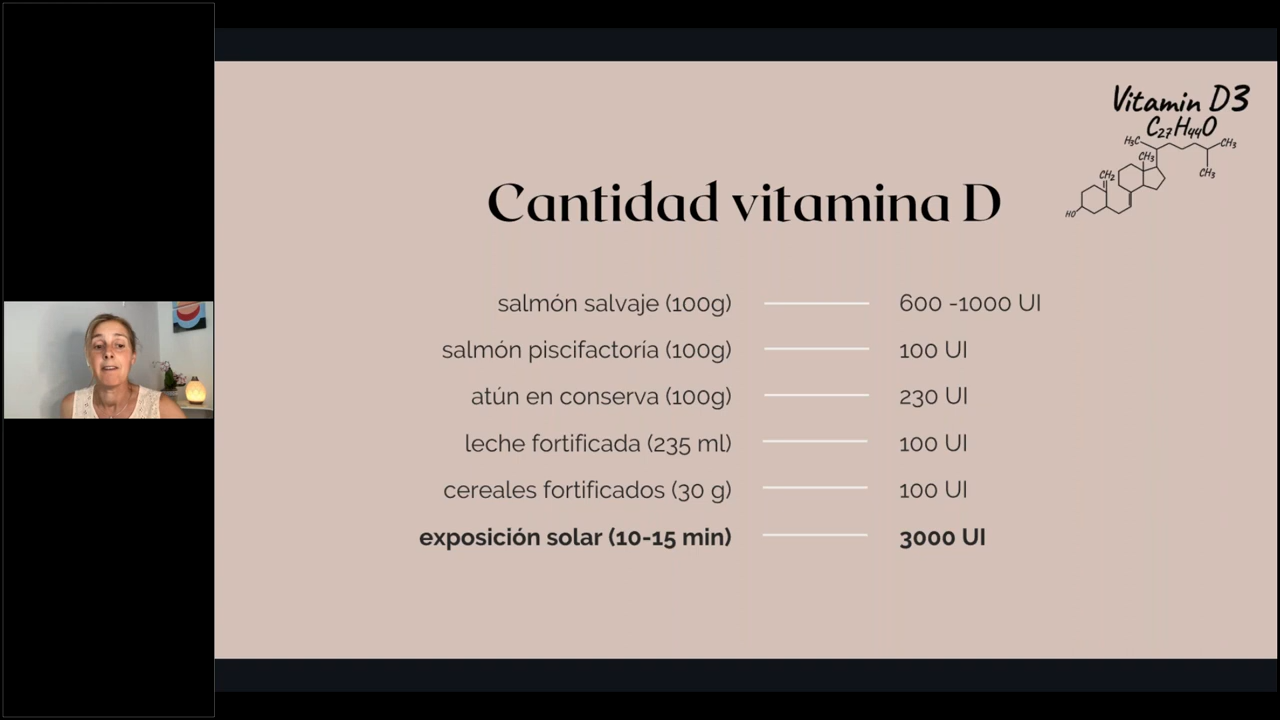 Vitamin D3
C27H44O
H3C
CH3
CH3
CH2
CH3
HO
Cantidad vitamina D
salmón salvaje (100g) 600 -1000 UI
salmón piscifactoría (100g) 100 UI
atún en conserva (100g) 230 UI
leche fortificada (235 ml) 100 UI
cereales fortificados (30 g) 100 UI
exposición solar (10-15 min) 3000 UI